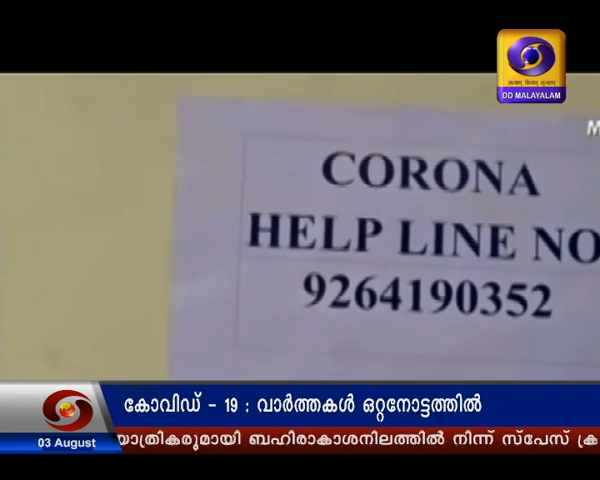 DD MALAYALAM
CORONA
HELP LINE NO
9264190352
കോവിഡ് - 19 : വാർത്തകൾ ഒറ്റനോട്ടത്തിൽ
03 August
യാത്രികരുമായി ബഹിരാകാശനിലത്തിൽ നിന്ന് സ്പേസ് ക്രൂ